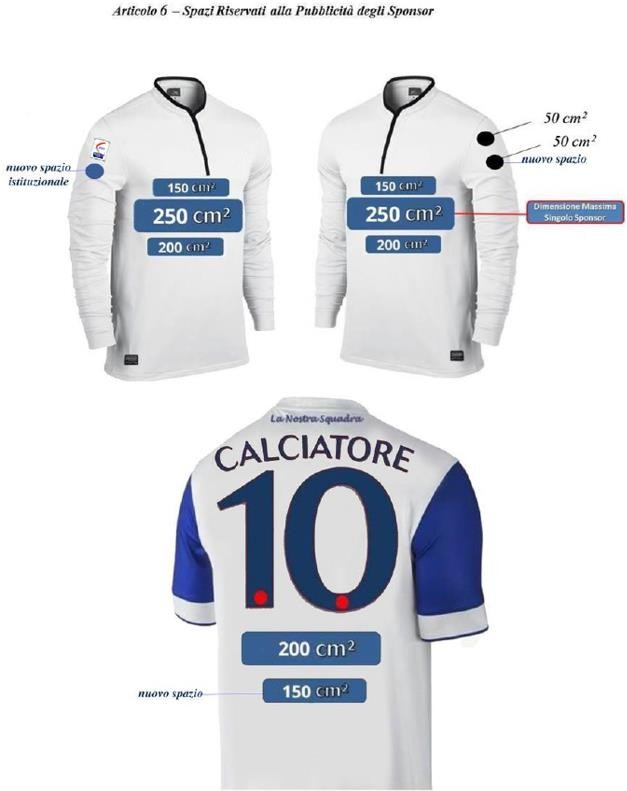 Articolo 6 – Spazi Riservati alla Pubblicità degli Sponsor
50 cm²
50 cm²
nuovo spazio
nuovo spazio
istituzionale
150 cm²
250 cm²
200 cm²
150 cm²
250 cm²
200 cm²
Dimensione Massima
Singolo Sponsor
La Nostra Squadra
CALCIATORE
10
200 cm²
nuovo spazio
150 cm²